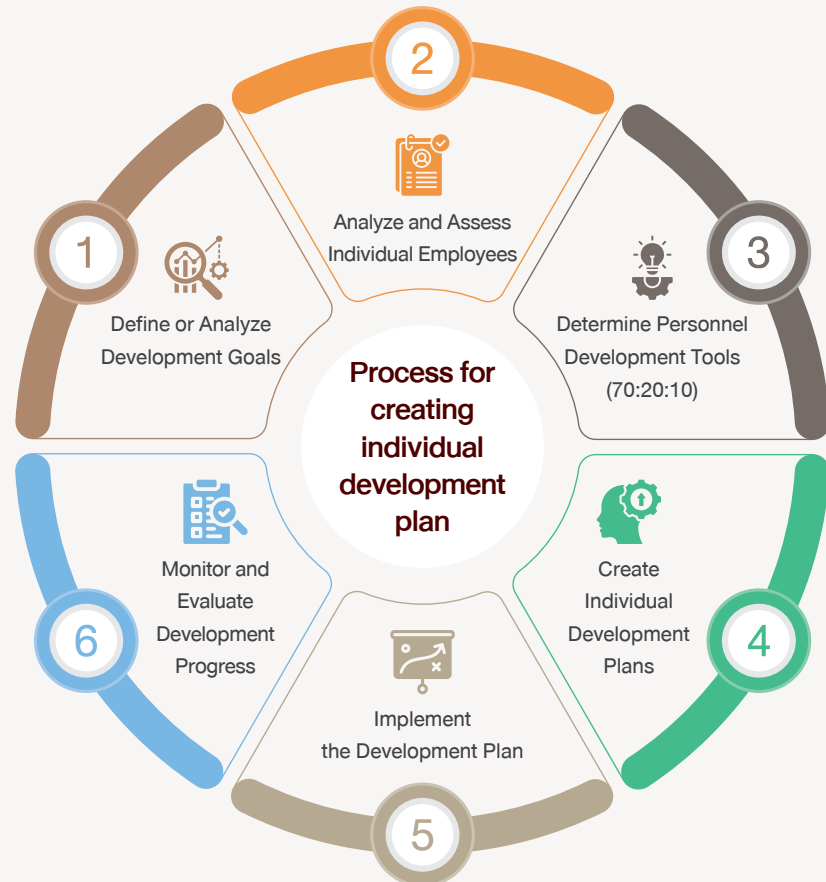 Process for
creating
individual
development
plan
1
Define or Analyze
Development Goals
2
Analyze and Assess
Individual Employees
3
Determine Personnel
Development Tools
(70:20:10)
4
Create
Individual
Development
Plans
5
Implement
the Development Plan
6
Monitor and
Evaluate
Development
Progress